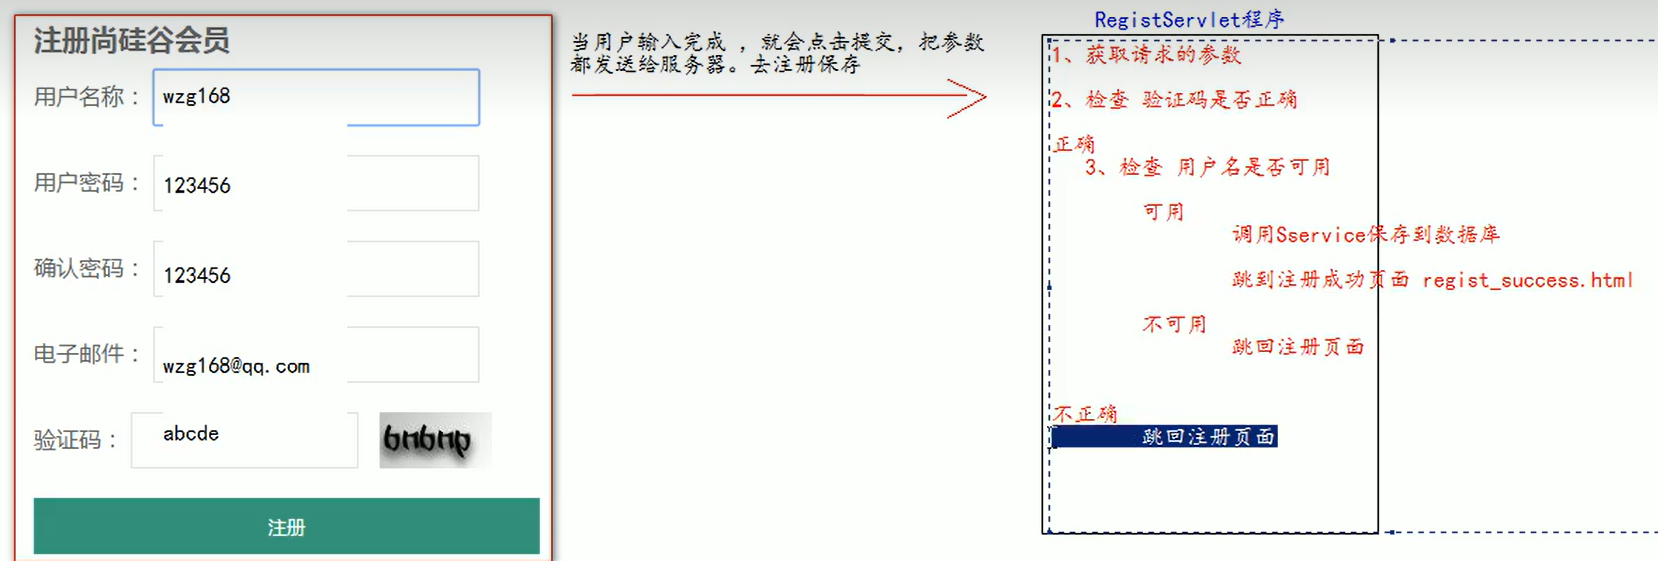 注册尚硅谷会员
用户名称： wzg168
用户密码： 123456
确认密码： 123456
电子邮件： wzg168@qq.com
验证码： abcde bnbnp
注册
当用户输入完成 ，就会点击提交，把参数
都发送给服务器。去注册保存
RegistServlet程序
1、获取请求的参数
2、检查 验证码是否正确
正确
3、检查 用户名是否可用
可用
调用Sservice保存到数据库
跳到注册成功页面 regist_success.html
不可用
跳回注册页面
不正确
跳回注册页面